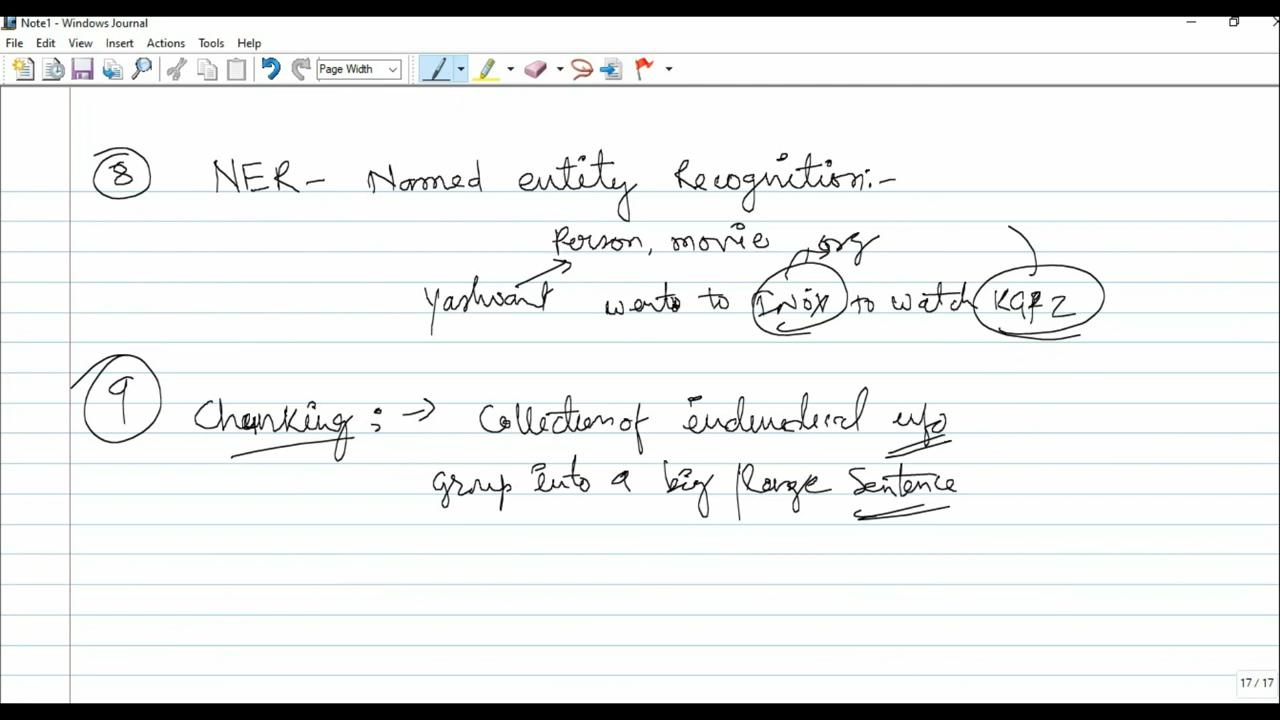 Note1 - Windows Journal
File Edit View Insert Actions Tools Help
Page Width
8 NER- Named entity Recognition:-
Person, movie, org
Yashwant went to INOX to watch KGF2
9 Chunking: → Collection of individual info
group into a big / large Sentence
17 / 17